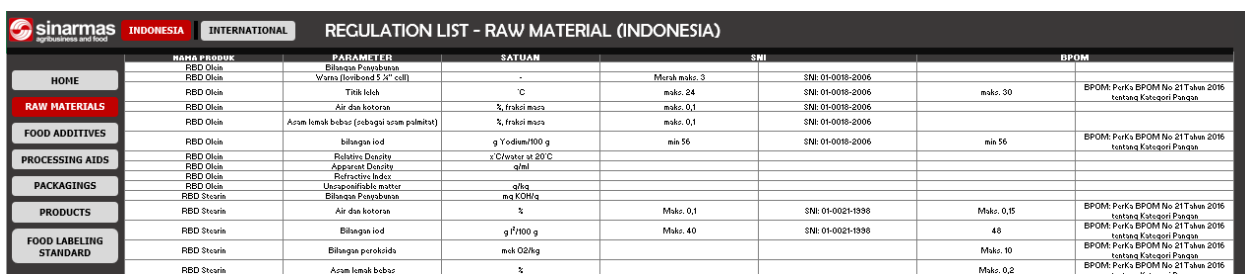 sinarmas
agribusiness and food
INDONESIA
INTERNATIONAL
REGULATION LIST - RAW MATERIAL (INDONESIA)
HOME
RAW MATERIALS
FOOD ADDITIVES
PROCESSING AIDS
PACKAGINGS
PRODUCTS
FOOD LABELING
STANDARD
NAMA PRODUK PARAMETER SATUAN SNI BPOM
RBD Olein Bilangan Penyabunan
RBD Olein Warna (lovibond 5 ¼" cell) - Merah maks. 3 SNI: 01-0018-2006
RBD Olein Titik leleh °C maks. 24 SNI: 01-0018-2006 maks. 30 BPOM: PerKa BPOM No 21 Tahun 2016
tentang Kategori Pangan
RBD Olein Air dan kotoran %, fraksi masa maks. 0,1 SNI: 01-0018-2006
RBD Olein Asam lemak bebas (sebagai asam palmitat) %, fraksi masa maks. 0,1 SNI: 01-0018-2006
RBD Olein bilangan iod g Yodium/100 g min 56 SNI: 01-0018-2006 min 56 BPOM: PerKa BPOM No 21 Tahun 2016
tentang Kategori Pangan
RBD Olein Relative Density x°C/water at 20°C
RBD Olein Apparent Density g/ml
RBD Olein Refractive Index
RBD Olein Unsaponifiable matter g/kg
RBD Stearin Bilangan Penyabunan mg KOH/g
RBD Stearin Air dan kotoran % Maks. 0,1 SNI: 01-0021-1998 Maks. 0,15 BPOM: PerKa BPOM No 21 Tahun 2016
tentang Kategori Pangan
RBD Stearin Bilangan iod g I²/100 g Maks. 40 SNI: 01-0021-1998 48 BPOM: PerKa BPOM No 21 Tahun 2016
tentang Kategori Pangan
RBD Stearin Bilangan peroksida mek O2/kg Maks. 10 BPOM: PerKa BPOM No 21 Tahun 2016
tentang Kategori Pangan
RBD Stearin Asam lemak bebas % Maks. 0,2 BPOM: PerKa BPOM No 21 Tahun 2016